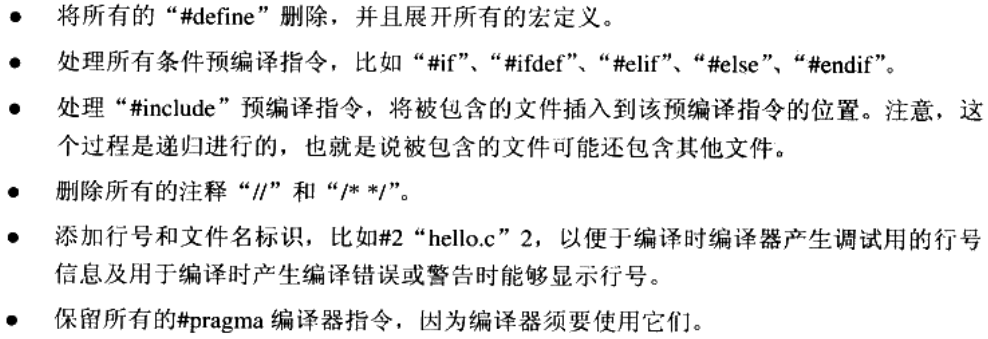 ● 将所有的“#define”删除，并且展开所有的宏定义。
● 处理所有条件预编译指令，比如“#if”、“#ifdef”、“#elif”、“#else”、“#endif”。
● 处理“#include”预编译指令，将被包含的文件插入到该预编译指令的位置。注意，这
个过程是递归进行的，也就是说被包含的文件可能还包含其他文件。
● 删除所有的注释“//”和“/* */”。
● 添加行号和文件名标识，比如#2“hello.c”2，以便于编译时编译器产生调试用的行号
信息及用于编译时产生编译错误或警告时能够显示行号。
● 保留所有的#pragma 编译器指令，因为编译器须要使用它们。